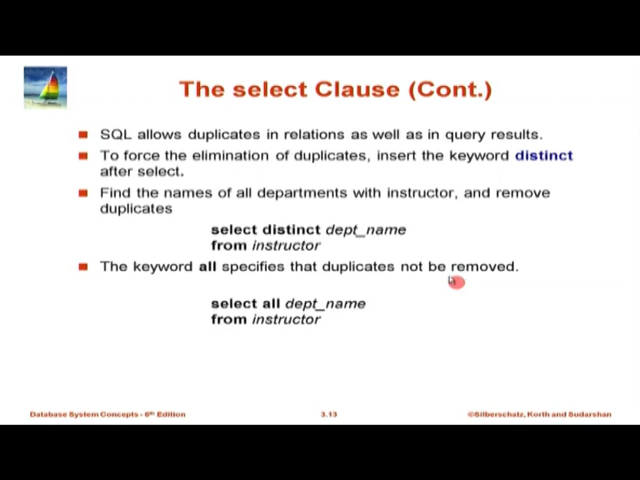 The select Clause (Cont.)
SQL allows duplicates in relations as well as in query results.
To force the elimination of duplicates, insert the keyword distinct
after select.
Find the names of all departments with instructor, and remove
duplicates
select distinct dept_name
from instructor
The keyword all specifies that duplicates not be removed.
select all dept_name
from instructor
Database System Concepts - 6th Edition
3.13
©Silberschatz, Korth and Sudarshan